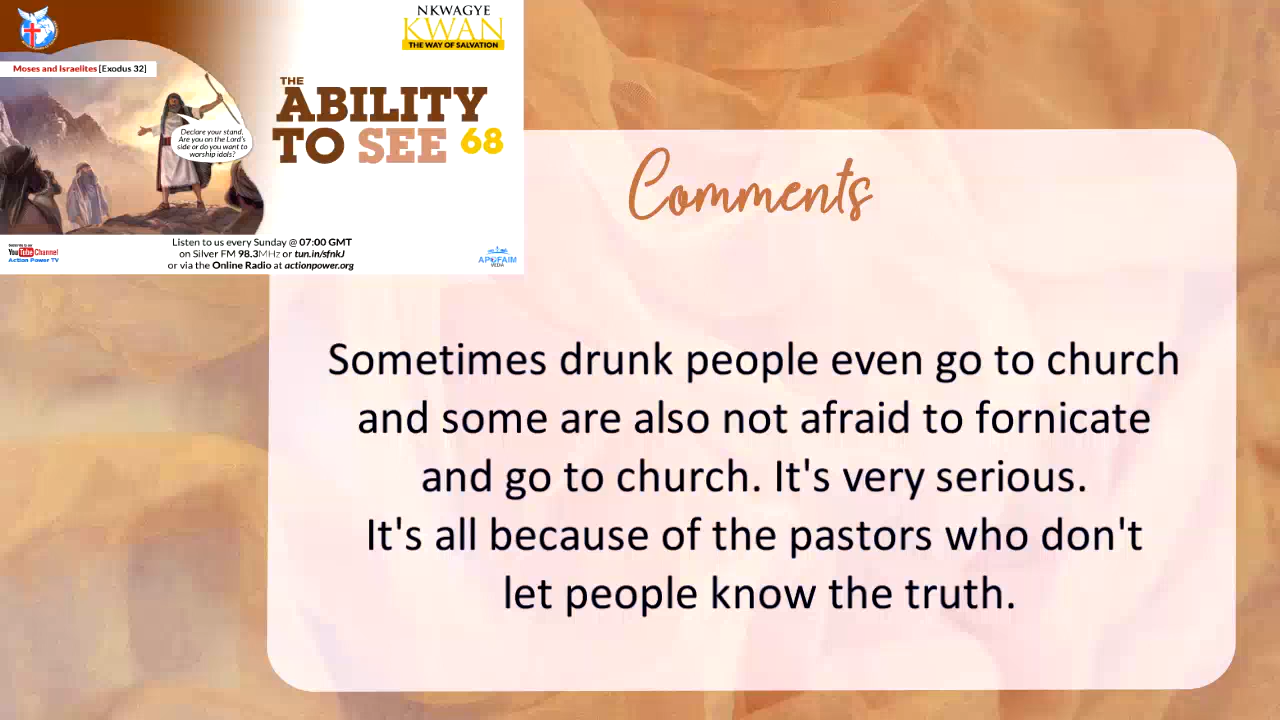 NKWAGYE
KWAN
THE WAY OF SALVATION
Moses and Israelites [Exodus 32]
THE
ABILITY
TO SEE 68
Declare your stand.
Are you on the Lord's
side or do you want to
worship idols?
Listen to us every Sunday @ 07:00 GMT
on Silver FM 98.3MHz or tun.in/sfnkJ
or via the Online Radio at actionpower.org
YouTube Channel
Action Power TV
APOFAIM
MEDIA
Comments
Sometimes drunk people even go to church
and some are also not afraid to fornicate
and go to church. It's very serious.
It's all because of the pastors who don't
let people know the truth.